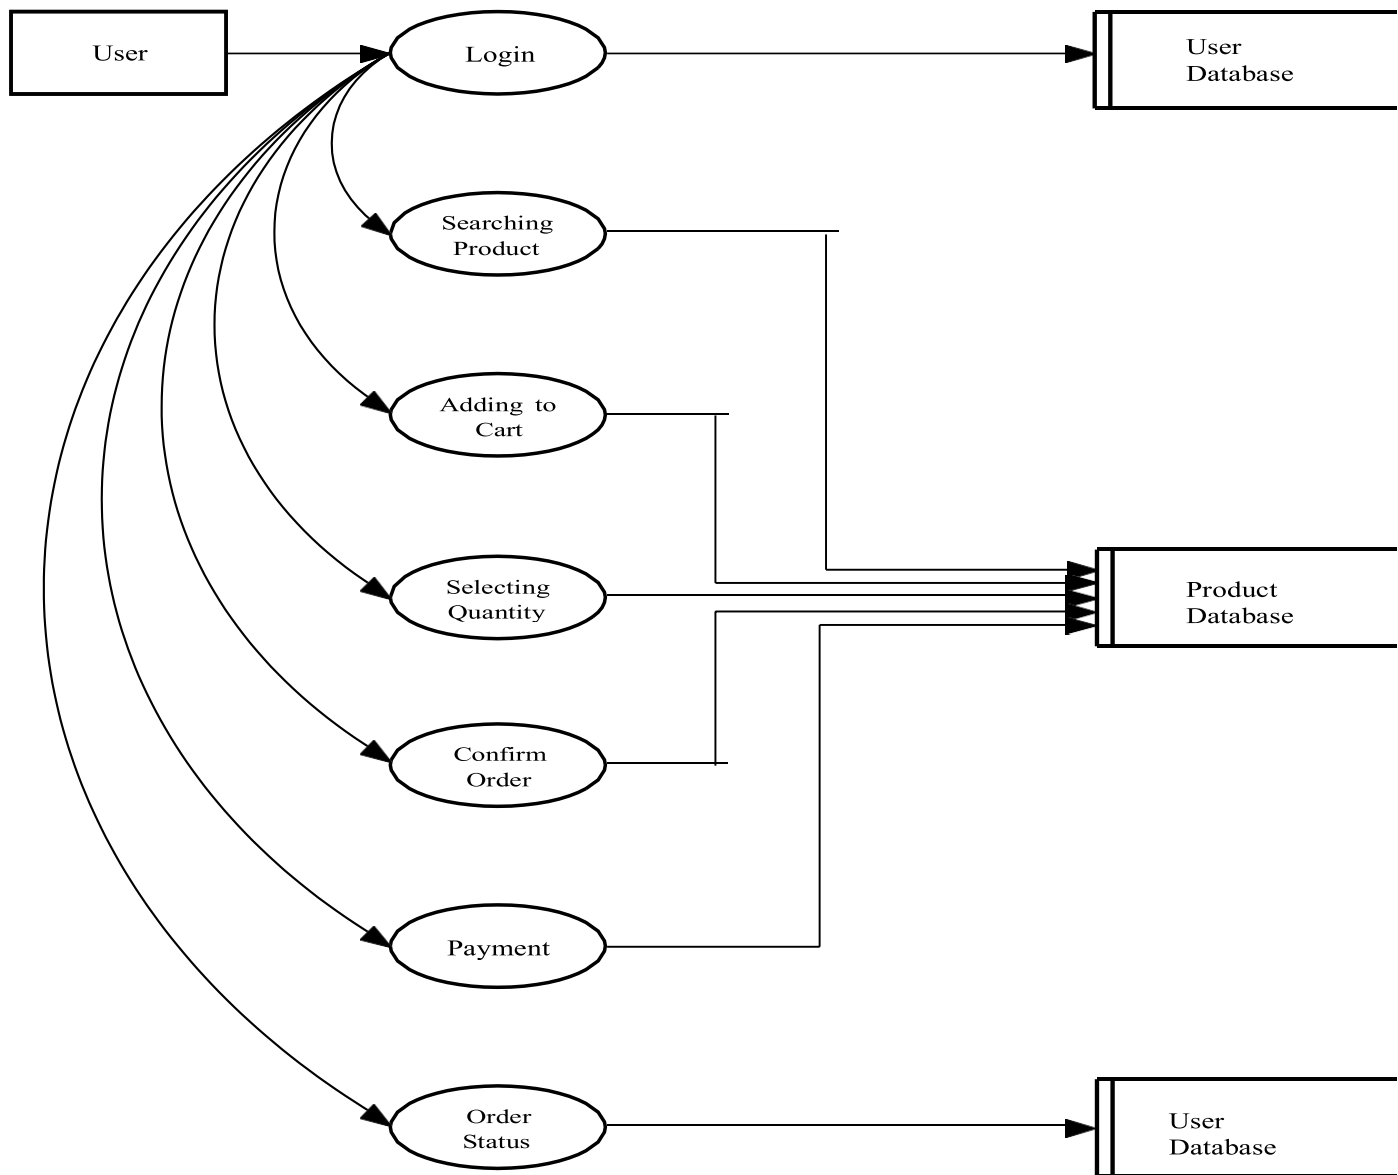 User
Login
User
Database
Searching
Product
Adding to
Cart
Selecting
Quantity
Product
Database
Confirm
Order
Payment
Order
Status
User
Database